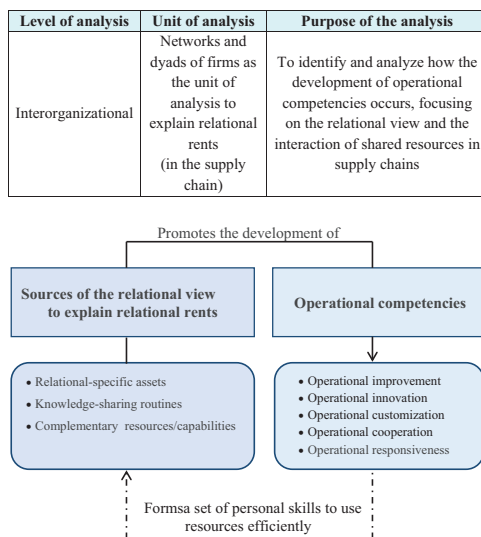 Level of analysis
Unit of analysis
Purpose of the analysis
Interorganizational
Networks and
dyads of firms as
the unit of
analysis to
explain relational
rents
(in the supply
chain)
To identify and analyze how the
development of operational
competencies occurs, focusing
on the relational view and the
interaction of shared resources in
supply chains
Promotes the development of
Sources of the relational view
to explain relational rents
Operational competencies
• Relational-specific assets
• Knowledge-sharing routines
• Complementary resources/capabilities
• Operational improvement
• Operational innovation
• Operational customization
• Operational cooperation
• Operational responsiveness
Formsa set of personal skills to use
resources efficiently